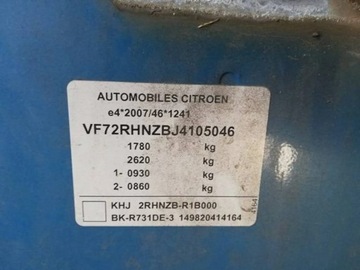 AUTOMOBILES CITROEN
e4*2007/46*1241
VF72RHNZBJ4105046
1780 kg
2620 kg
1- 0930 kg
2- 0860 kg
KHJ 2RHNZB-R1B000
BK-R731DE-3 149820414164